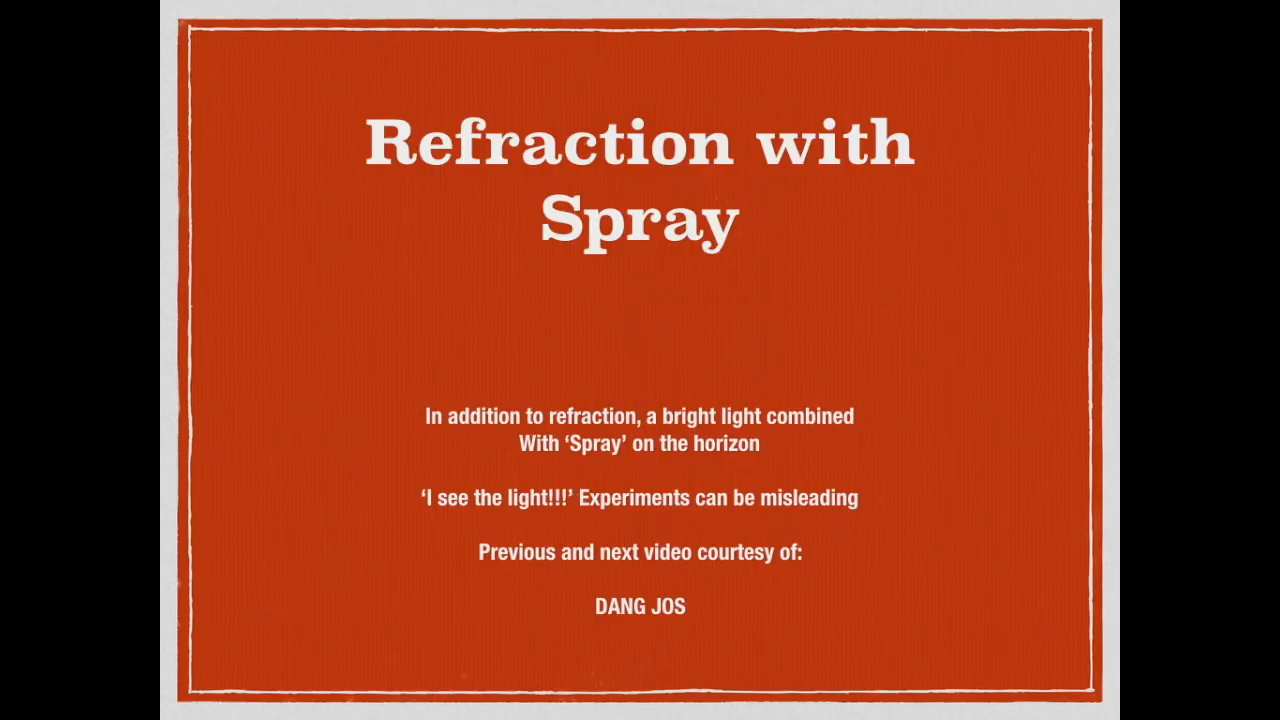 Refraction with
Spray
In addition to refraction, a bright light combined
With ‘Spray’ on the horizon
‘I see the light!!!’ Experiments can be misleading
Previous and next video courtesy of:
DANG JOS